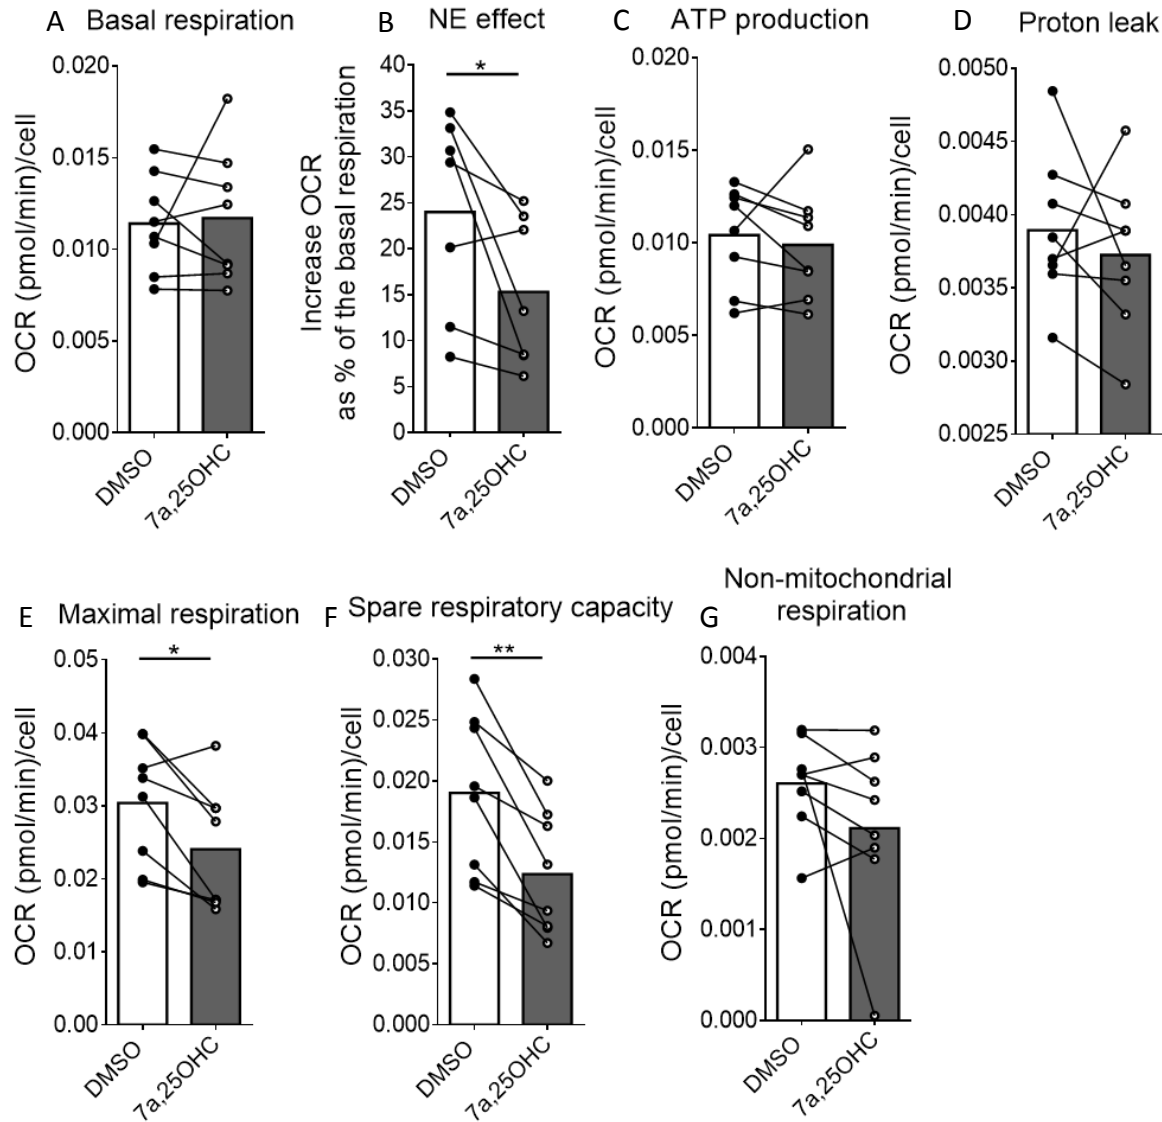 A Basal respiration
OCR (pmol/min)/cell
0.020
0.015
0.010
0.005
0.000
DMSO
7a,25OHC
B NE effect
Increase OCR
as % of the basal respiration
40
35
30
25
20
15
10
5
0
*
DMSO
7a,25OHC
C ATP production
OCR (pmol/min)/cell
0.020
0.015
0.010
0.005
0.000
DMSO
7a,25OHC
D Proton leak
OCR (pmol/min)/cell
0.0050
0.0045
0.0040
0.0035
0.0030
0.0025
DMSO
7a,25OHC
E Maximal respiration
OCR (pmol/min)/cell
0.05
0.04
0.03
0.02
0.01
0.00
*
DMSO
7a,25OHC
F Spare respiratory capacity
OCR (pmol/min)/cell
0.030
0.025
0.020
0.015
0.010
0.005
0.000
**
DMSO
7a,25OHC
Non-mitochondrial
G respiration
OCR (pmol/min)/cell
0.004
0.003
0.002
0.001
0.000
DMSO
7a,25OHC